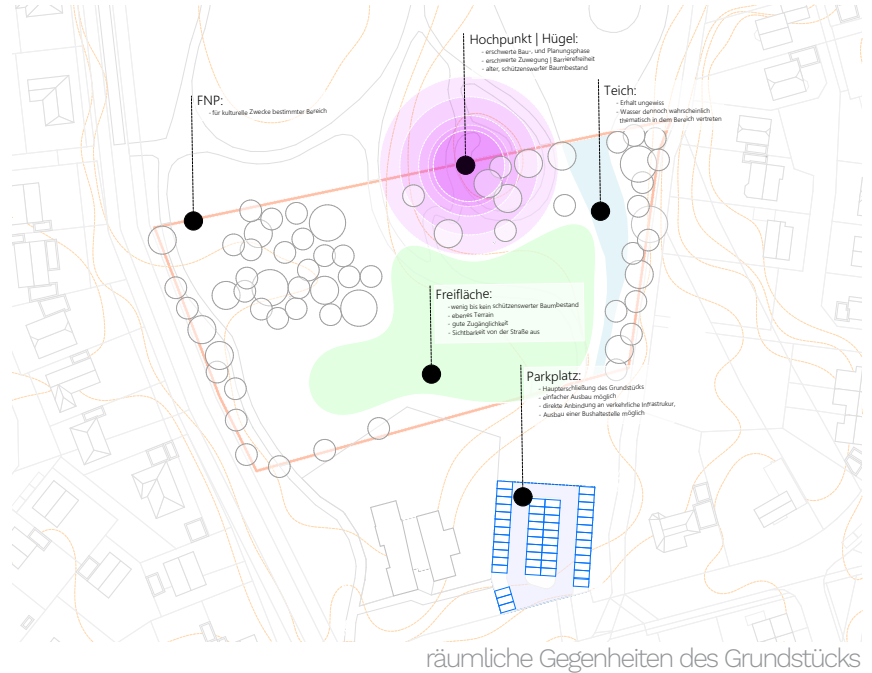 Hochpunkt | Hügel:
- erschwerte Bau-, und Planungsphase
- erschwerte Zuwegung | Barrierefreiheit
- alter, schützenswerter Baumbestand
FNP:
- für kulturelle Zwecke bestimmter Bereich
Teich:
- Erhalt ungewiss
- Wasser dennoch wahrscheinlich
thematisch in dem Bereich vertreten
Freifläche:
-wenig bis kein schützenswerter Baumbestand
- ebenes Terrain
- gute Zugänglichkeit
- Sichtbarkeit von der Straße aus
Parkplatz:
- Haupterschließung des Grundstücks
- einfacher Ausbau möglich
- direkte Anbindung an verkehrliche Infrastrukur,
- Ausbau einer Bushaltestelle möglich
räumliche Gegenheiten des Grundstücks